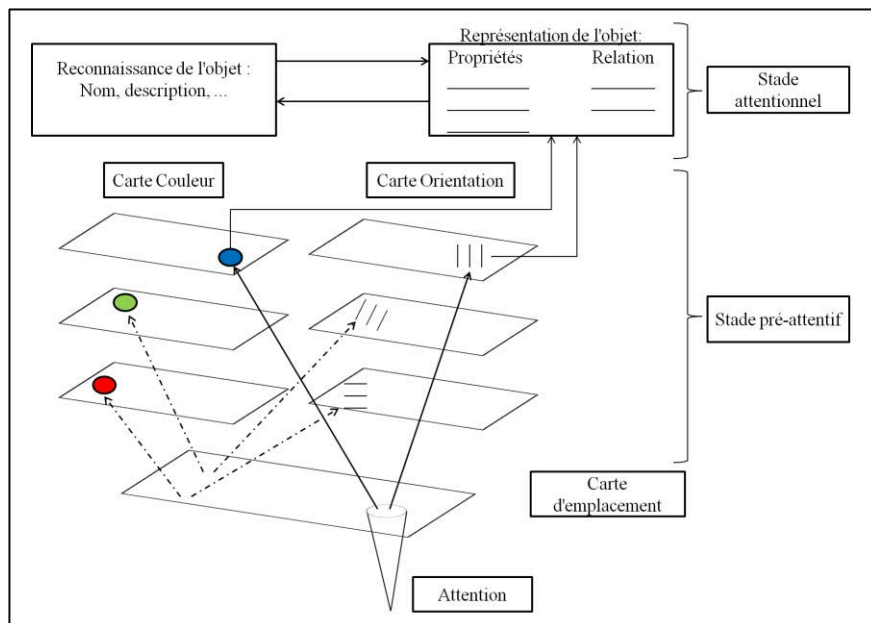 Reconnaissance de l'objet :
Nom, description, ...
Représentation de l'objet:
Propriétés Relation
Stade
attentionnel
Carte Couleur
Carte Orientation
Stade pré-attentif
Carte
d'emplacement
Attention